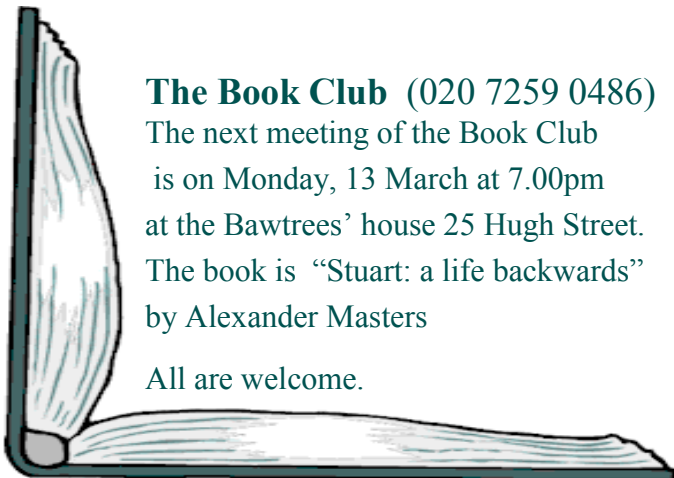 The Book Club (020 7259 0486)
The next meeting of the Book Club
is on Monday, 13 March at 7.00pm
at the Bawtrees’ house 25 Hugh Street.
The book is “Stuart: a life backwards”
by Alexander Masters
All are welcome.